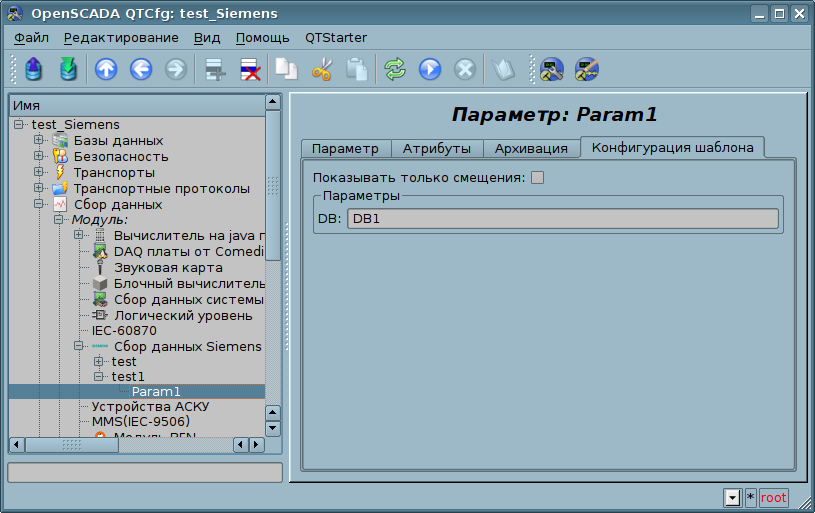 OpenSCADA QTCfg: test_Siemens
Файл Редактирование Вид Помощь QTStarter
Имя
test_Siemens
Базы данных
Безопасность
Транспорты
Транспортные протоколы
Сбор данных
Модуль:
Вычислитель на java п
DAQ платы от Comedi
Звуковая карта
Блочный вычислитель
Сбор данных системы
Логический уровень
IEC-60870
Сбор данных Siemens
test
test1
Param1
Устройства АСКУ
MMS(IEC-9506)
Модуль BFN
Параметр: Param1
Параметр Атрибуты Архивация Конфигурация шаблона
Показывать только смещения:
Параметры
DB: DB1
* root